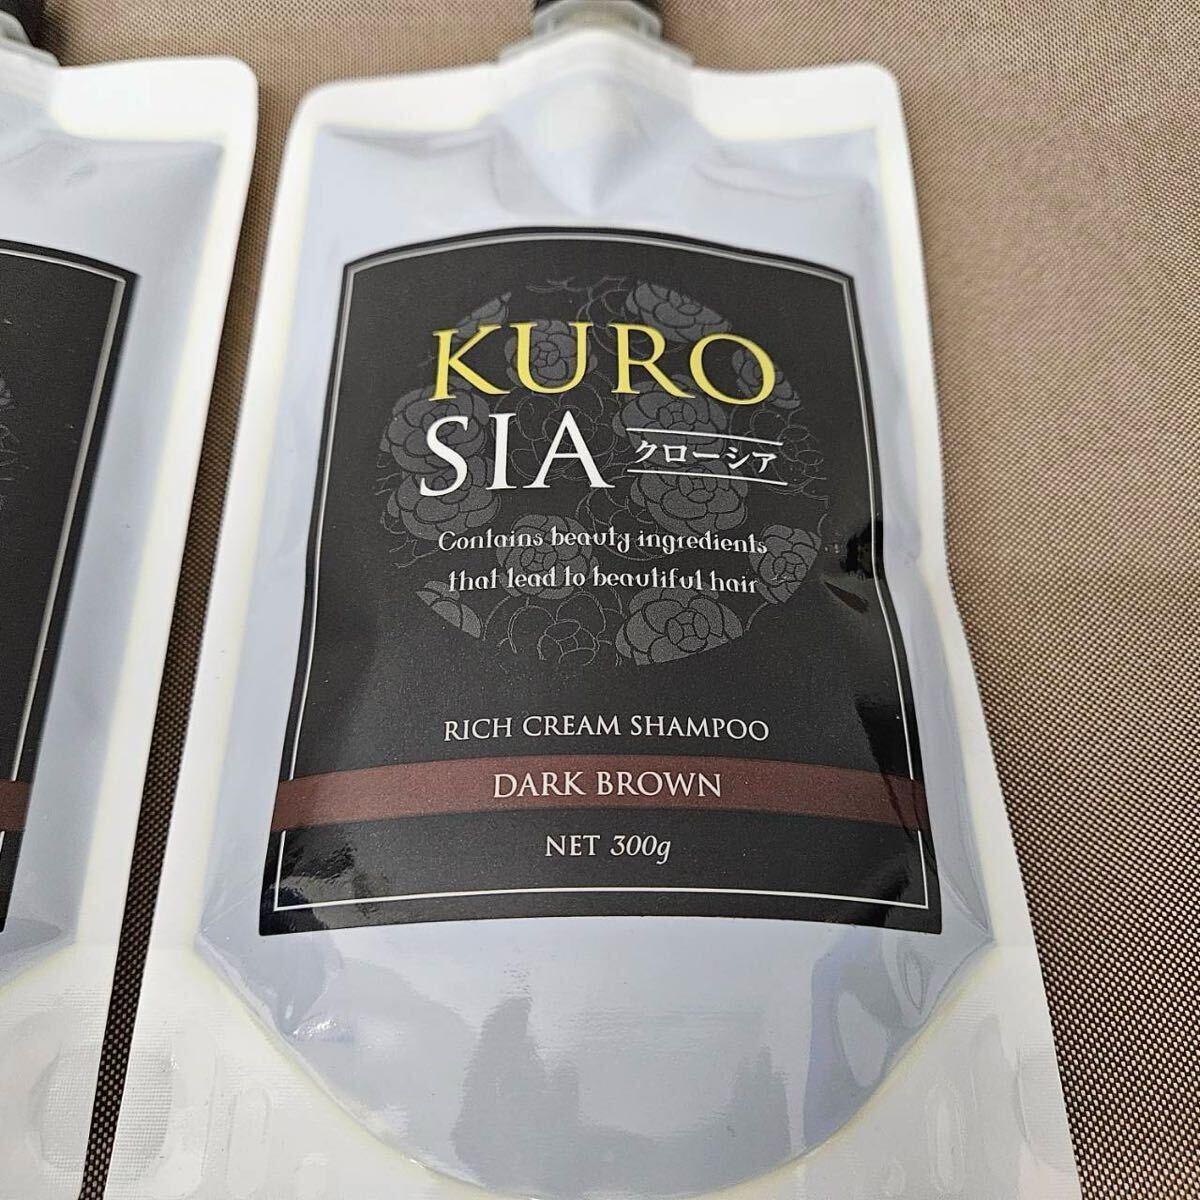 KURO
SIA クローシア
Contains beauty ingredients
that lead to beautiful hair
RICH CREAM SHAMPOO
DARK BROWN
NET 300g